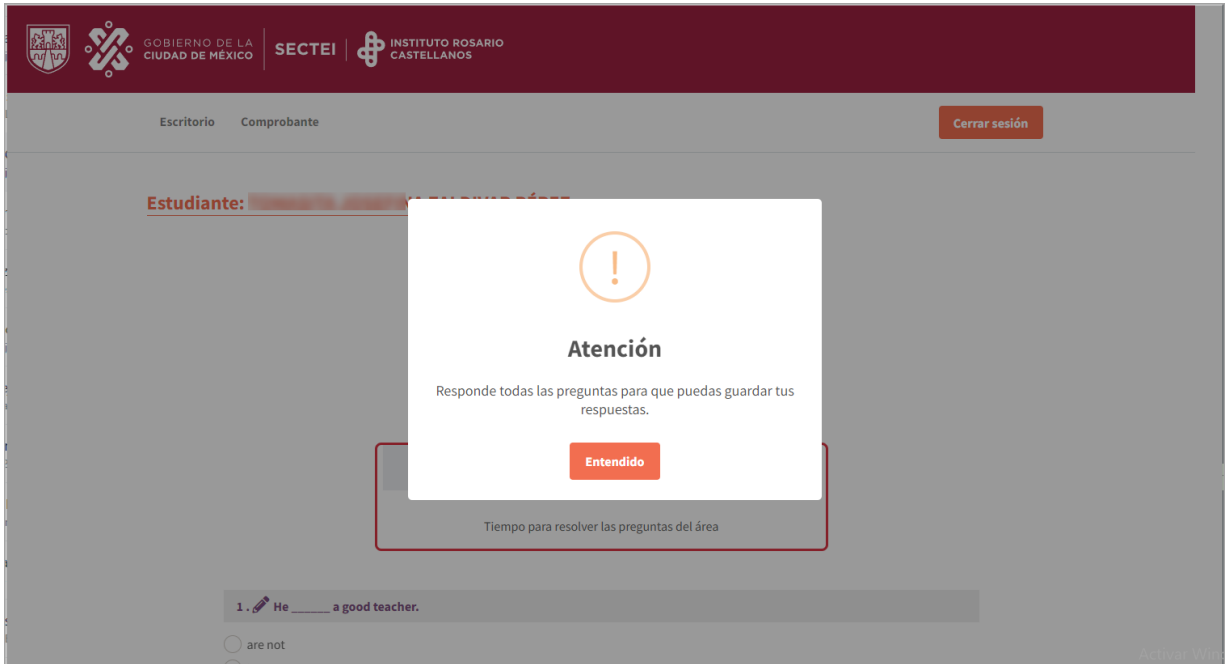 GOBIERNO DE LA
CIUDAD DE MÉXICO
SECTEI
INSTITUTO ROSARIO
CASTELLANOS
Escritorio Comprobante
Cerrar sesión
Estudiante:
Atención
Responde todas las preguntas para que puedas guardar tus
respuestas.
Entendido
Tiempo para resolver las preguntas del área
1 . He ______ a good teacher.
are not
Activar Win